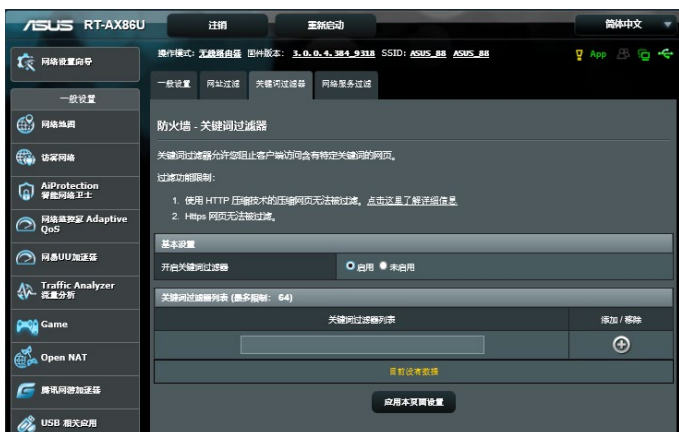 ASUS RT-AX86U 注销 重新启动 简体中文
操作模式: 无线路由器 固件版本: 3.0.0.4.384_9318 SSID: ASUS_88 ASUS_88 App
网络设置向导
一般设置
网络地图
访客网络
AiProtection
智能网络卫士
网络监控家 Adaptive
QoS
网易UU加速器
Traffic Analyzer
流量分析
Game
Open NAT
腾讯网游加速器
USB 相关应用
一般设置 网址过滤 关键词过滤器 网络服务过滤
防火墙 - 关键词过滤器
关键词过滤器允许您阻止客户端访问含有特定关键词的网页。
过滤功能限制:
1. 使用 HTTP 压缩技术的压缩网页无法被过滤。点击这里了解详细信息
2. Https 网页无法被过滤。
基本设置
开启关键词过滤器 启用 未启用
关键词过滤器列表 (最多限制: 64)
关键词过滤器列表 添加 / 移除
目前没有数据
应用本页面设置